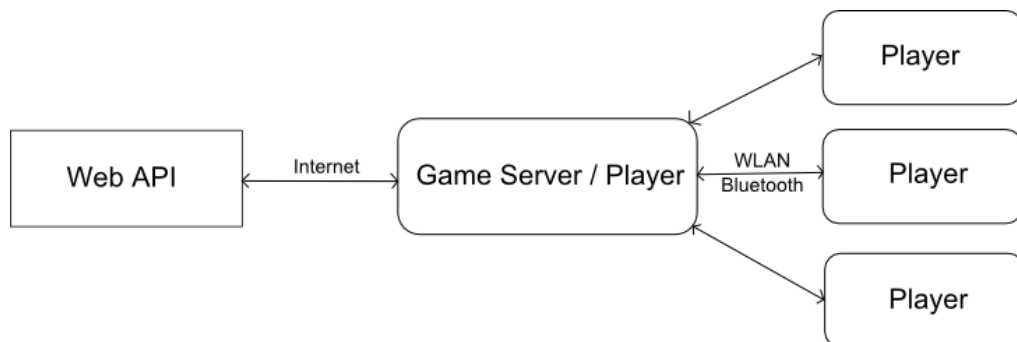 Web API
Internet
Game Server / Player
WLAN
Bluetooth
Player
Player
Player